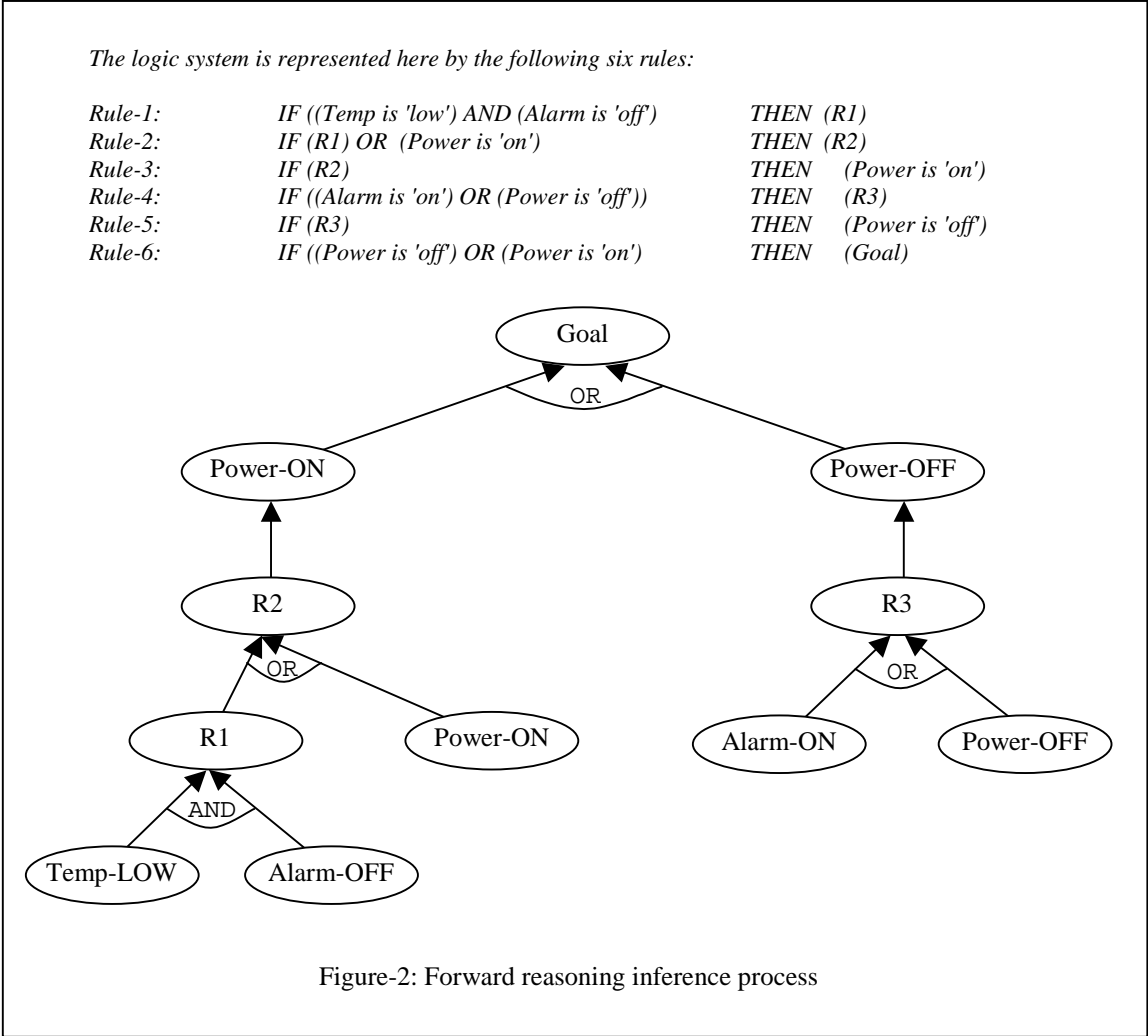 The logic system is represented here by the following six rules:
Rule-1: IF ((Temp is 'low') AND (Alarm is 'off') THEN (R1)
Rule-2: IF (R1) OR (Power is 'on') THEN (R2)
Rule-3: IF (R2) THEN (Power is 'on')
Rule-4: IF ((Alarm is 'on') OR (Power is 'off')) THEN (R3)
Rule-5: IF (R3) THEN (Power is 'off')
Rule-6: IF ((Power is 'off') OR (Power is 'on') THEN (Goal)
Goal
OR
Power-ON Power-OFF
R2 R3
OR OR
R1 Power-ON Alarm-ON Power-OFF
AND
Temp-LOW Alarm-OFF
Figure-2: Forward reasoning inference process